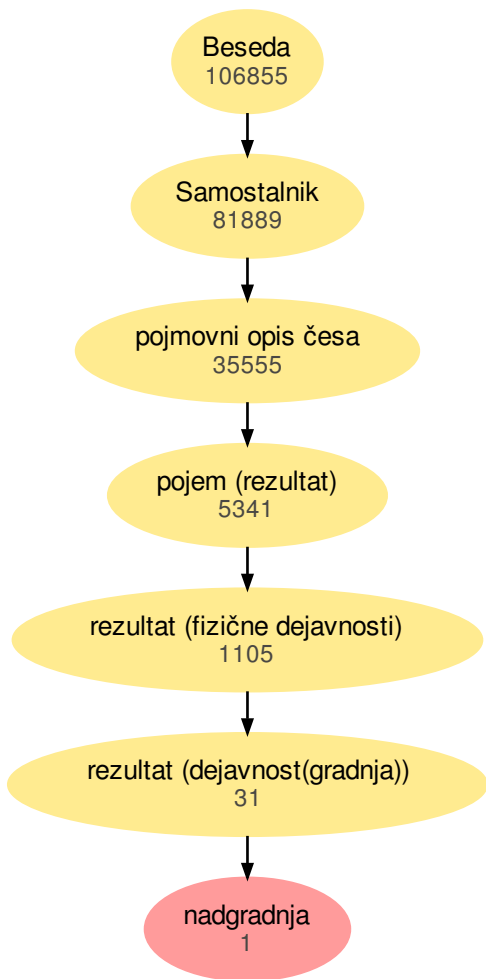 Beseda
106855
Samostalnik
81889
pojmovni opis česa
35555
pojem (rezultat)
5341
rezultat (fizične dejavnosti)
1105
rezultat (dejavnost(gradnja))
31
nadgradnja
1